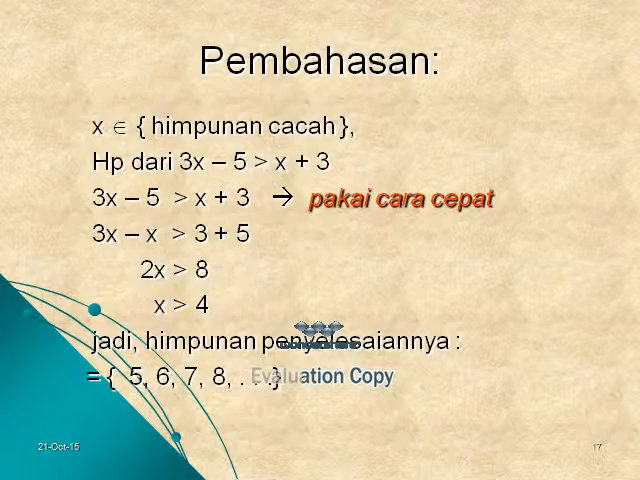 Pembahasan:
x ∈ { himpunan cacah },
Hp dari 3x – 5 > x + 3
3x – 5 > x + 3 → pakai cara cepat
3x – x > 3 + 5
2x > 8
x > 4
jadi, himpunan penyelesaiannya :
= { 5, 6, 7, 8, . . .}
Evaluation Copy
21-Oct-15
17